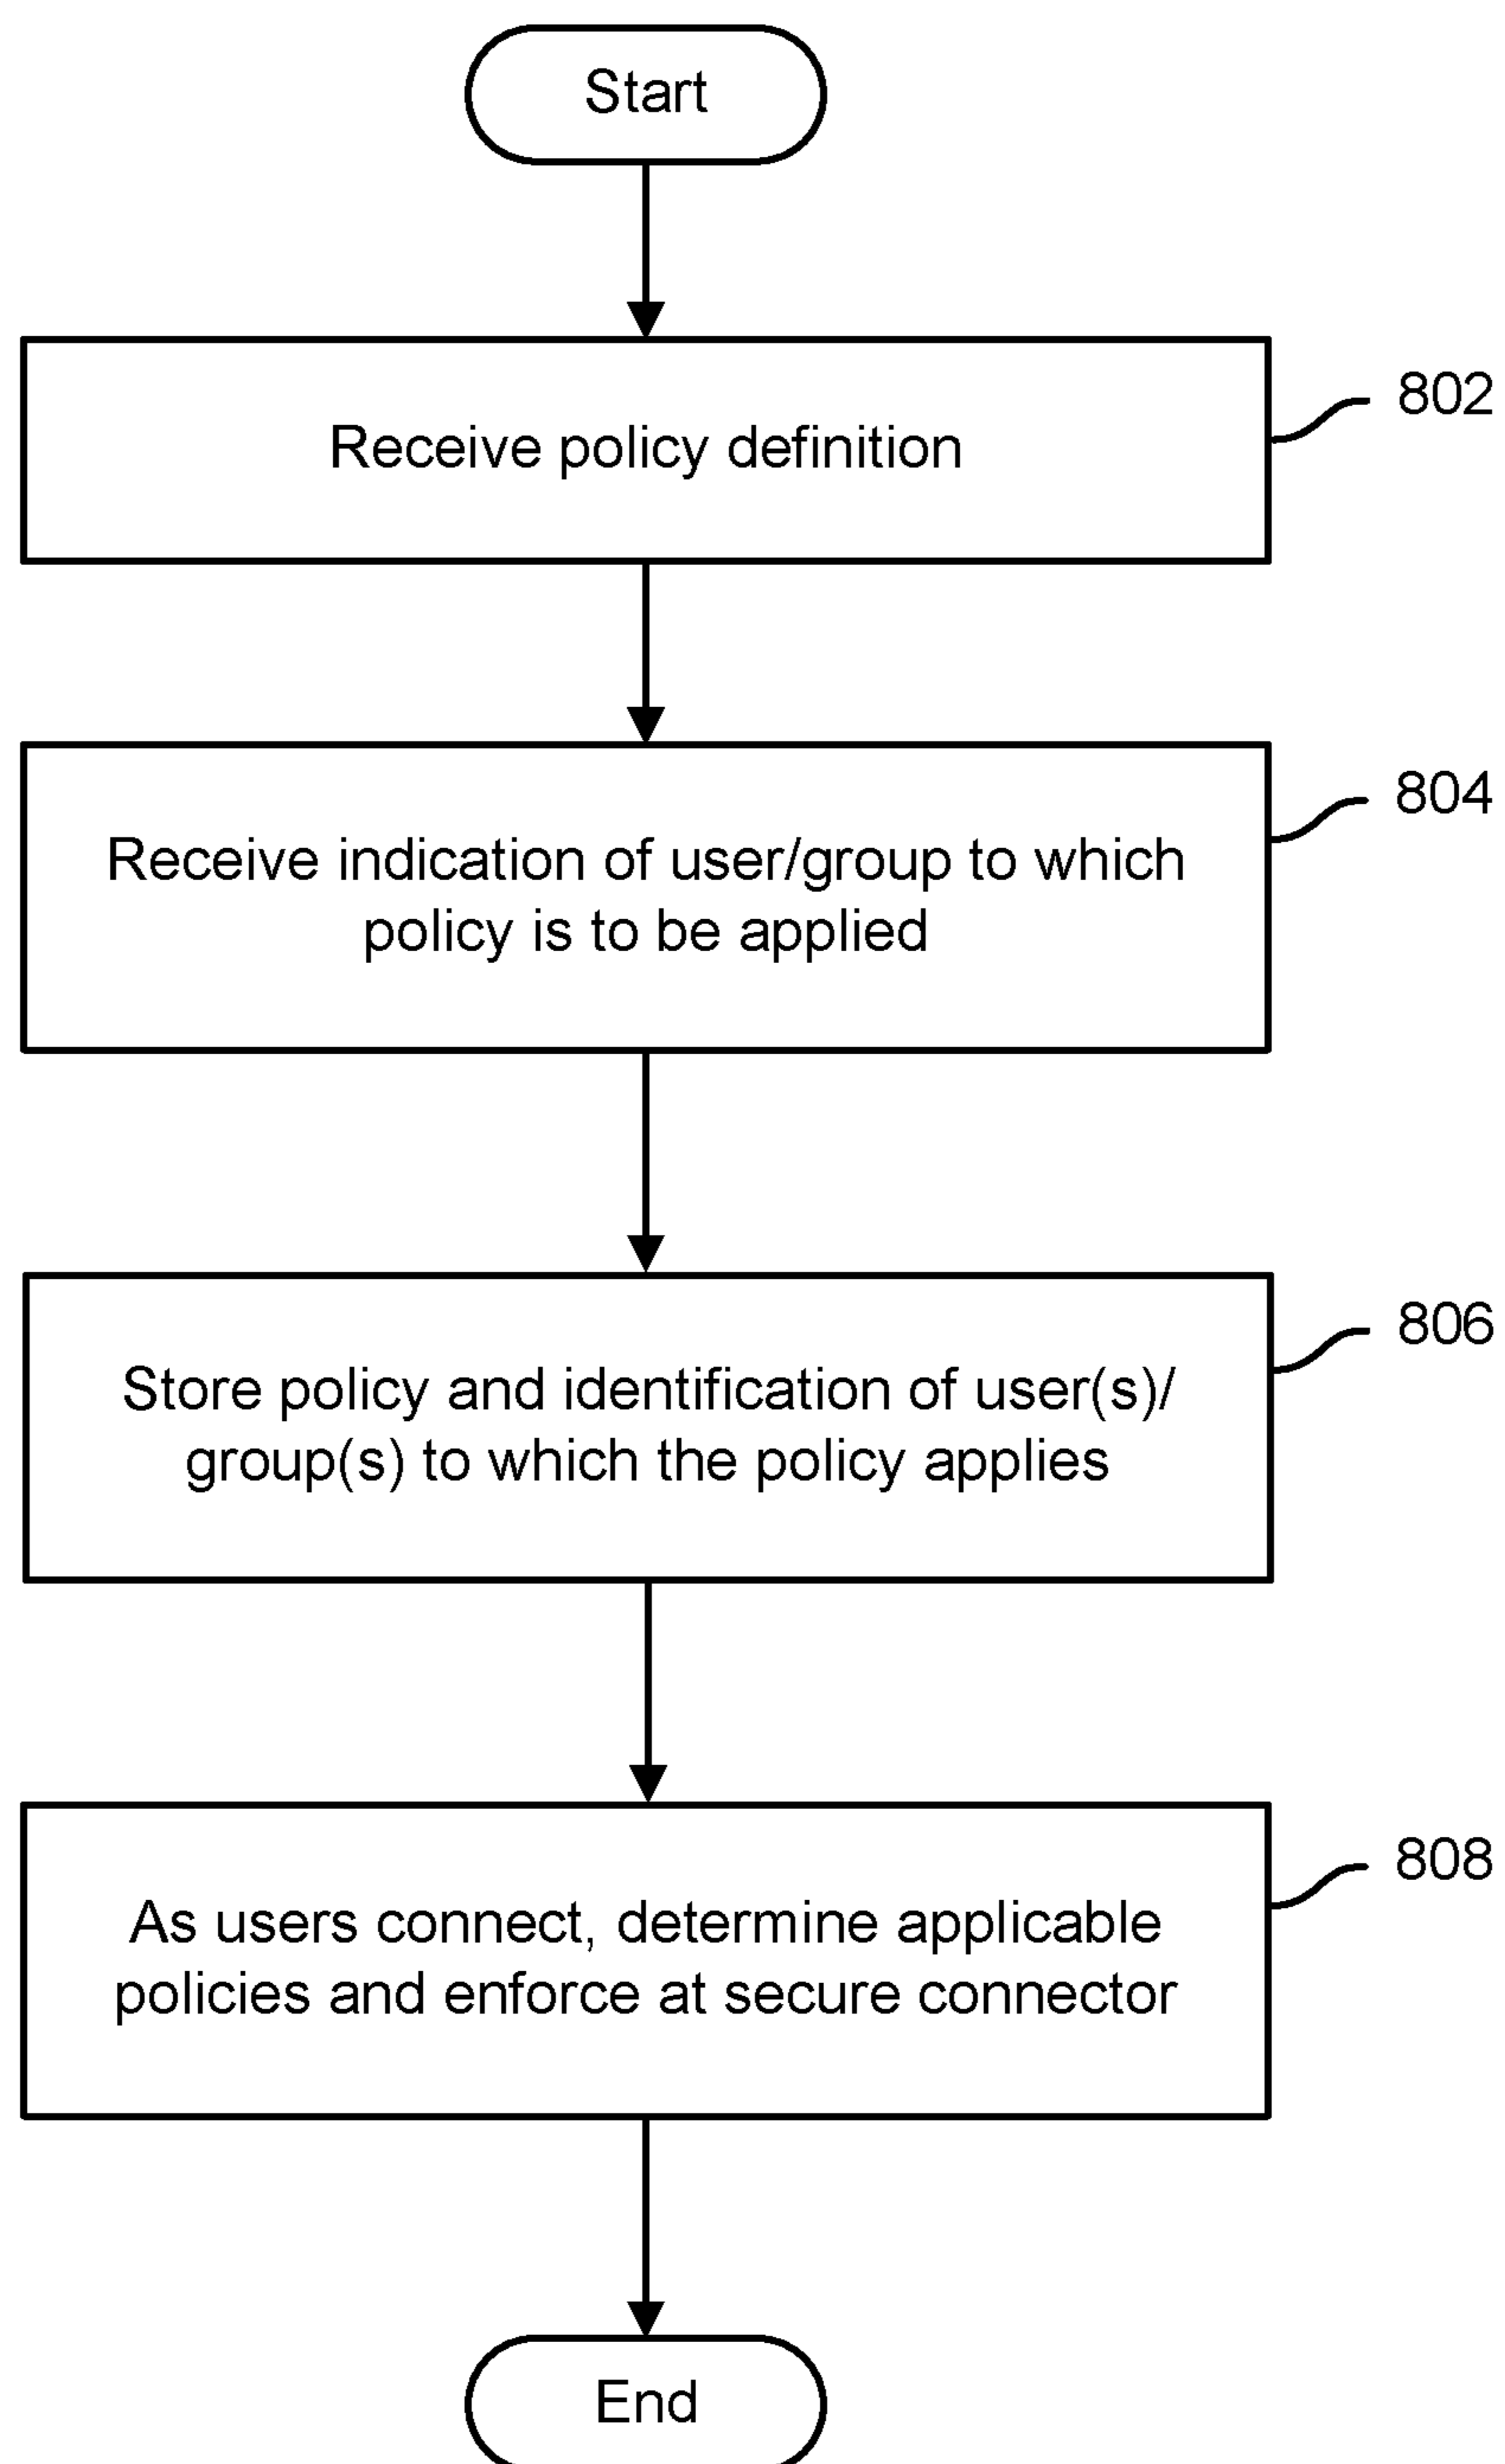 Start
Receive policy definition
802
Receive indication of user/group to which
policy is to be applied
804
Store policy and identification of user(s)/
group(s) to which the policy applies
806
As users connect, determine applicable
policies and enforce at secure connector
808
End